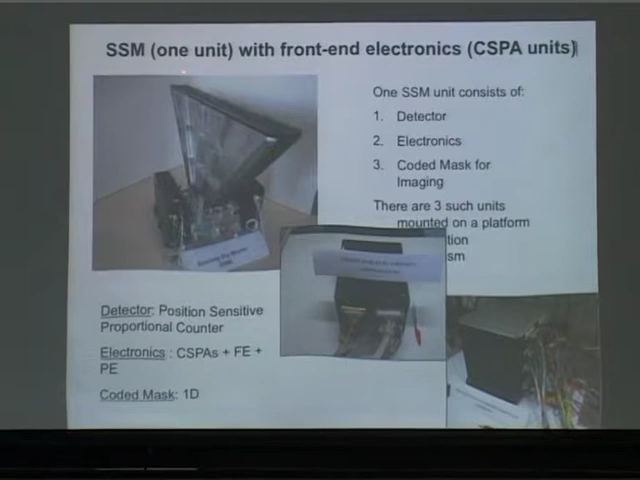 SSM (one unit) with front-end electronics (CSPA units)
One SSM unit consists of:
1. Detector
2. Electronics
3. Coded Mask for
Imaging
There are 3 such units
mounted on a platform
tion
sm
Detector: Position Sensitive
Proportional Counter
Electronics : CSPAs + FE +
PE
Coded Mask: 1D